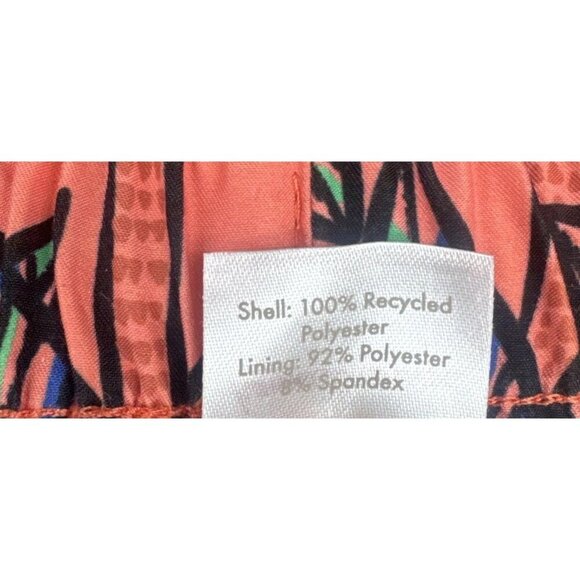 Shell: 100% Recycled
Polyester
Lining: 92% Polyester
8% Spandex